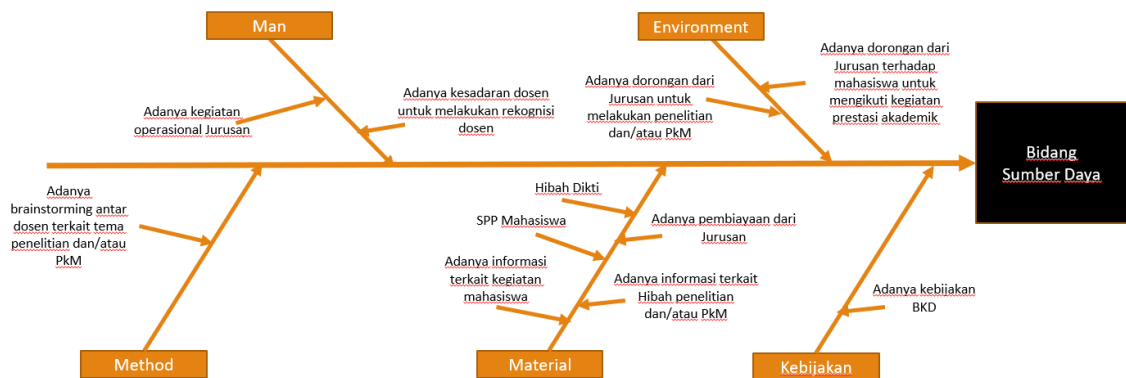 Man
Environment
Adanya kegiatan
operasional Jurusan
Adanya kesadaran dosen
untuk melakukan rekognisi
dosen
Adanya dorongan dari
Jurusan untuk
melakukan penelitian
dan/atau PkM
Adanya dorongan dari
Jurusan terhadap
mahasiswa untuk
mengikuti kegiatan
prestasi akademik
Bidang
Sumber Daya
Adanya
brainstorming antar
dosen terkait tema
penelitian dan/atau
PkM
Hibah Dikti
SPP Mahasiswa
Adanya pembiayaan dari
Jurusan
Adanya informasi
terkait kegiatan
mahasiswa
Adanya informasi terkait
Hibah penelitian
dan/atau PkM
Adanya kebijakan
BKD
Method
Material
Kebijakan